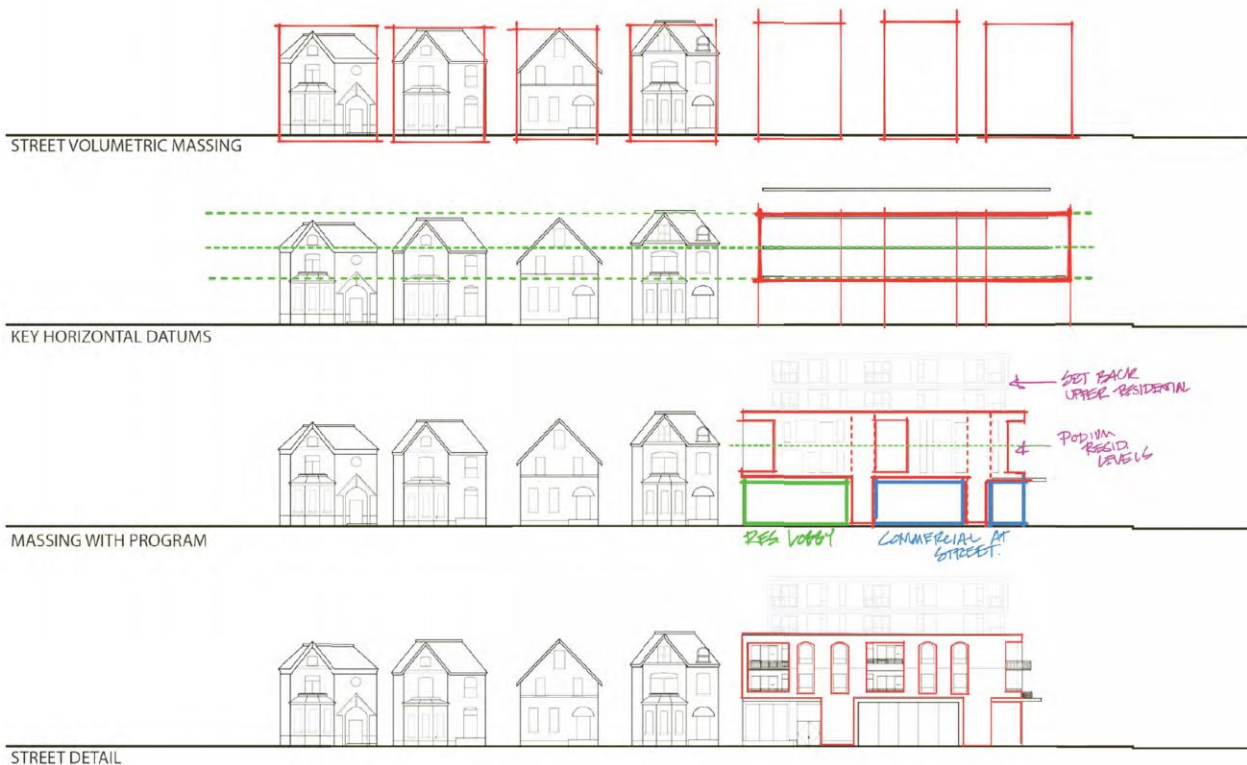 STREET VOLUMETRIC MASSING
KEY HORIZONTAL DATUMS
SET BACK
UPPER RESIDENTIAL
PODIUM
RESID.
LEVELS
MASSING WITH PROGRAM
RES. LOBBY
COMMERCIAL AT
STREET.
STREET DETAIL